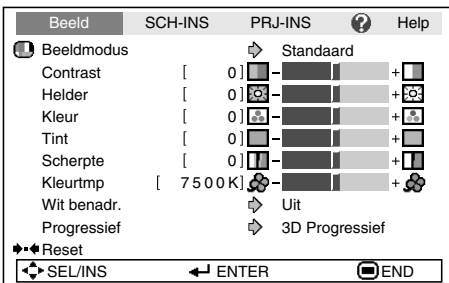 Beeld SCH-INS PRJ-INS ? Help
Beeldmodus Standaard
Contrast [ 0] - +
Helder [ 0] - +
Kleur [ 0] - +
Tint [ 0] - +
Scherpte [ 0] - +
Kleurtmp [ 7500K] - +
Wit benadr. Uit
Progressief 3D Progressief
Reset
SEL/INS ENTER END